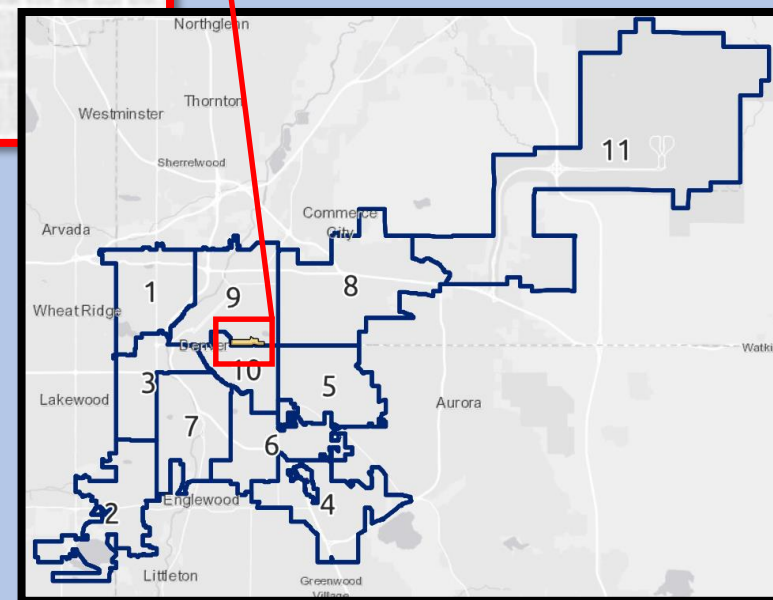 Northglenn
Westminster
Thornton
Sherrelwood
11
Commerce
City
Arvada
1
9
8
Wheat Ridge
Denver
10
3
5
Lakewood
Aurora
7
6
2
Englewood
4
Littleton
Greenwood
Village